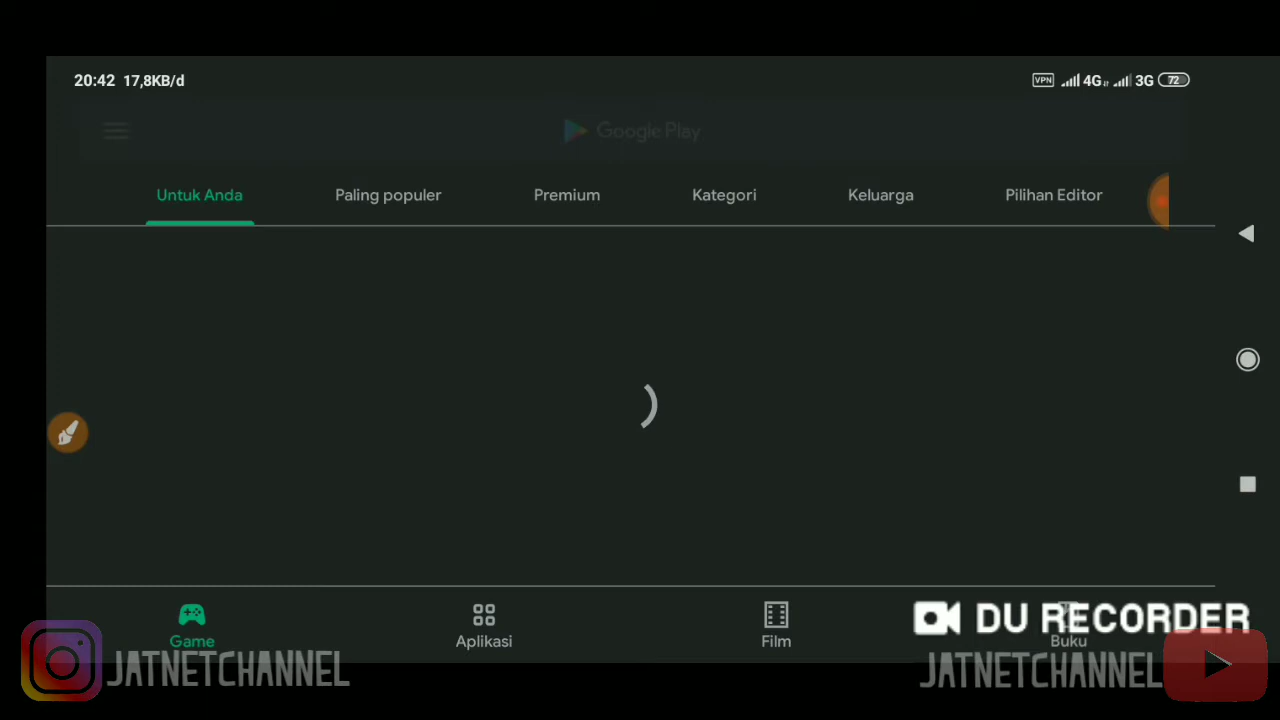 20:42 17,8KB/d
VPN 4G 3G 72
Google Play
Untuk Anda
Paling populer
Premium
Kategori
Keluarga
Pilihan Editor
Game
Aplikasi
Film
Buku
DU RECORDER
JATNETCHANNEL
JATNETCHANNEL